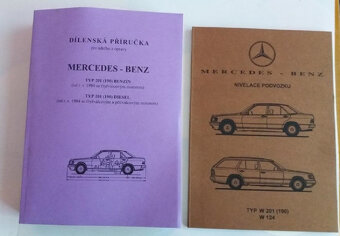 DÍLENSKÁ PŘÍRUČKA
pro údržbu a opravy
MERCEDES - BENZ
TYP 201 (190) BENZIN
TYP 201 (190) DIESEL
MERCEDES - BENZ
NIVELACE PODVOZKU
TYP W 201 (190)
W 124